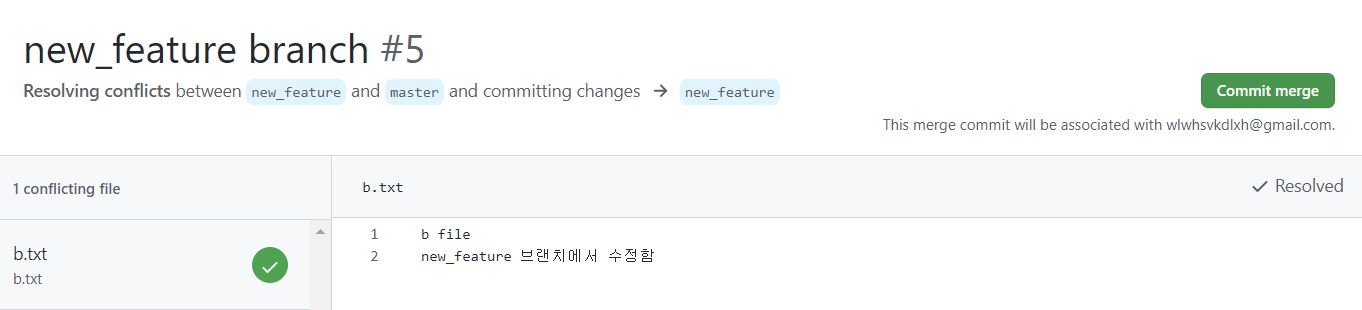 new_feature branch #5
Resolving conflicts between new_feature and master and committing changes → new_feature
Commit merge
This merge commit will be associated with wlwhsvkdlxh@gmail.com.
1 conflicting file
b.txt
Resolved
b.txt
b.txt
1 b file
2 new_feature 브랜치에서 수정함